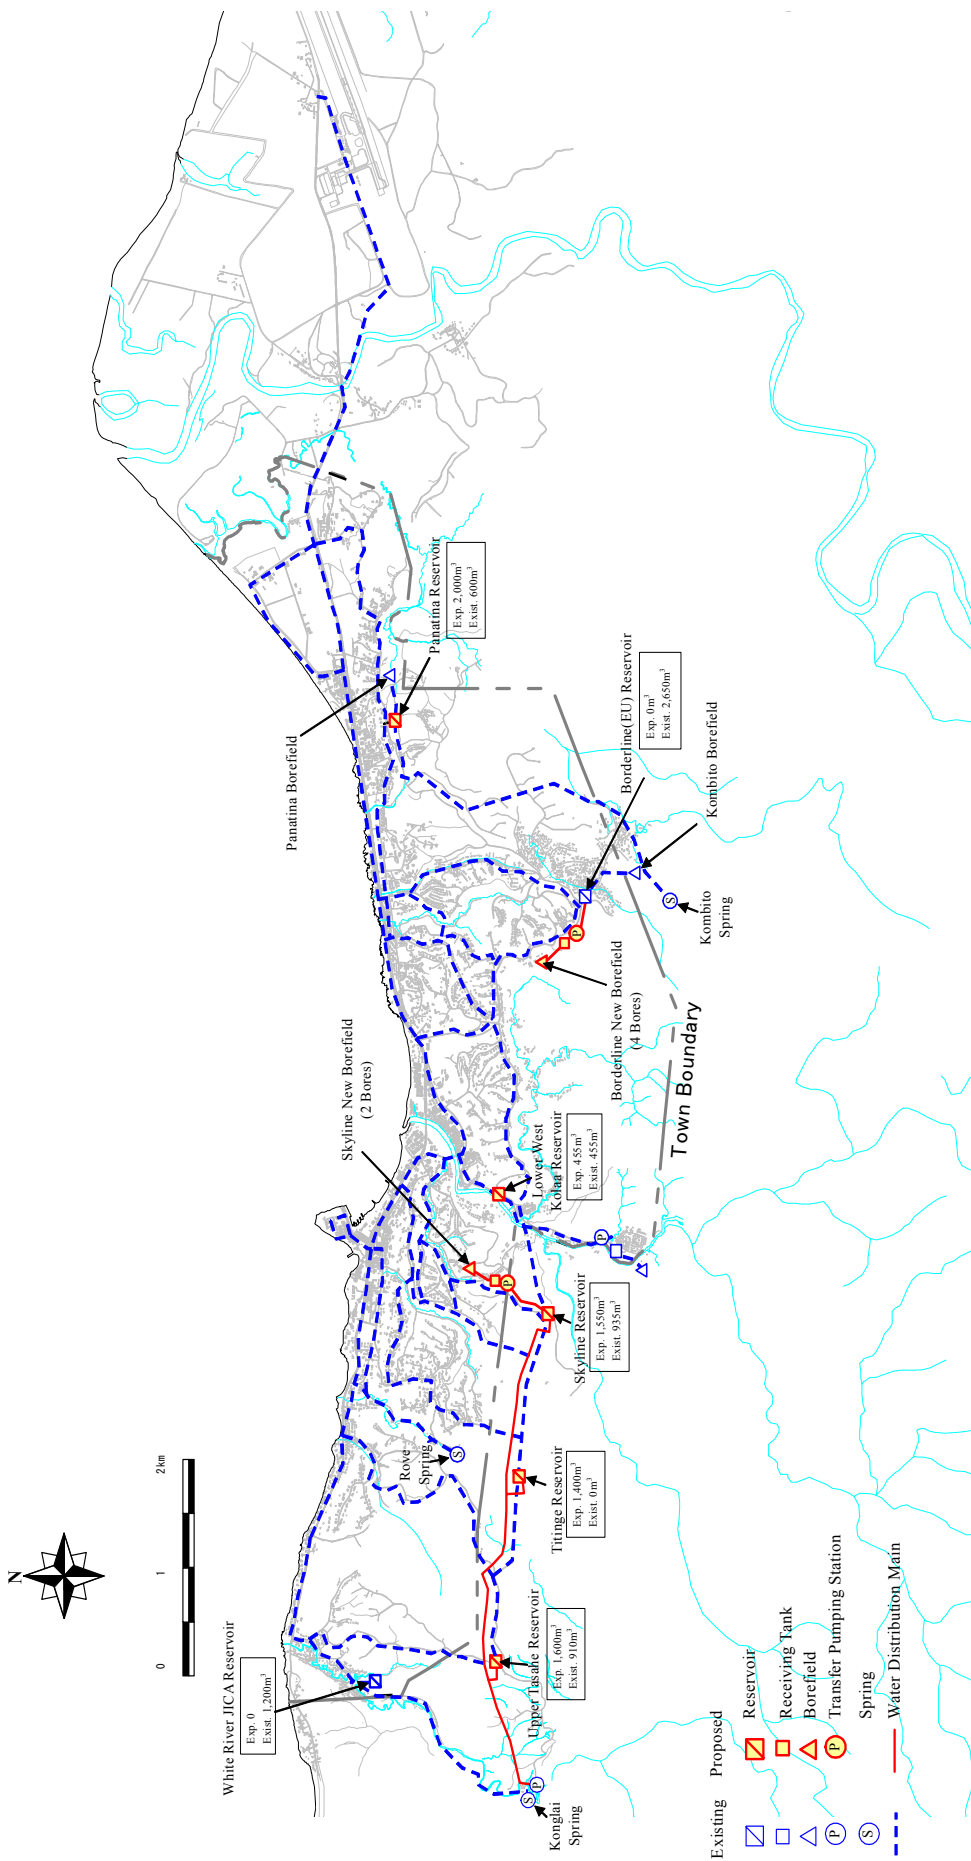 N
0
1
2km
White River JICA Reservoir
Exp. 0
Exist. 1,200m³
Konglai
Spring
Upper Tasahe Reservoir
Exp. 1,600m³
Exist. 910m³
Titinge Reservoir
Exp. 1,400m³
Exist. 0m³
Rove
Spring
S
S
P
Skyline Reservoir
Exp. 1,550m³
Exist. 935m³
Skyline New Borefield
(2 Bores)
P
P
Lower West
Kolaa Reservoir
Exp. 455m³
Exist. 455m³
Town Boundary
Borderline New Borefield
(4 Bores)
P
Kombito
Spring
S
Kombito Borefield
Borderline(EU) Reservoir
Exp. 0m³
Exist. 2,650m³
Panatina Borefield
Panatina Reservoir
Exp. 2,000m³
Exist. 600m³
Existing
Proposed
Reservoir
Receiving Tank
Borefield
P
P
Transfer Pumping Station
S
Spring
Water Distribution Main